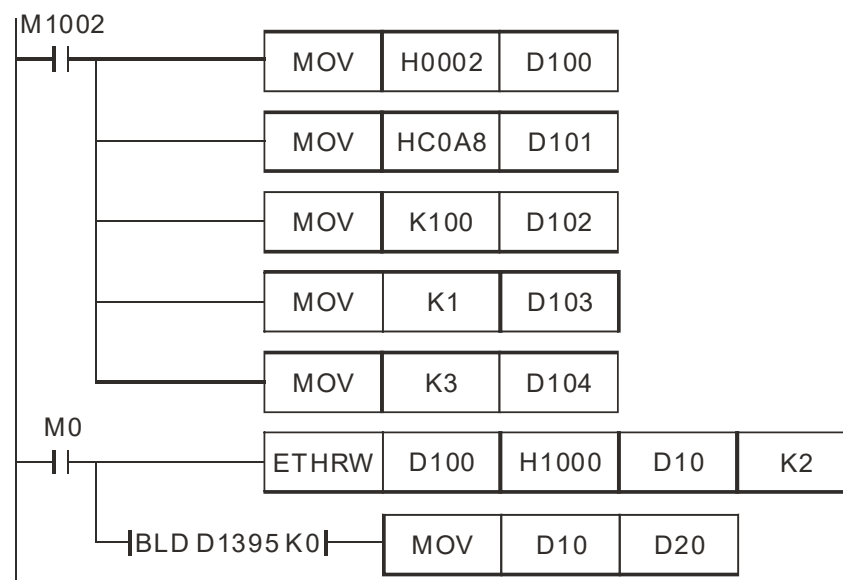 M1002
MOV H0002 D100
MOV HC0A8 D101
MOV K100 D102
MOV K1 D103
MOV K3 D104
M0
ETHRW D100 H1000 D10 K2
BLD D1395 K0 MOV D10 D20